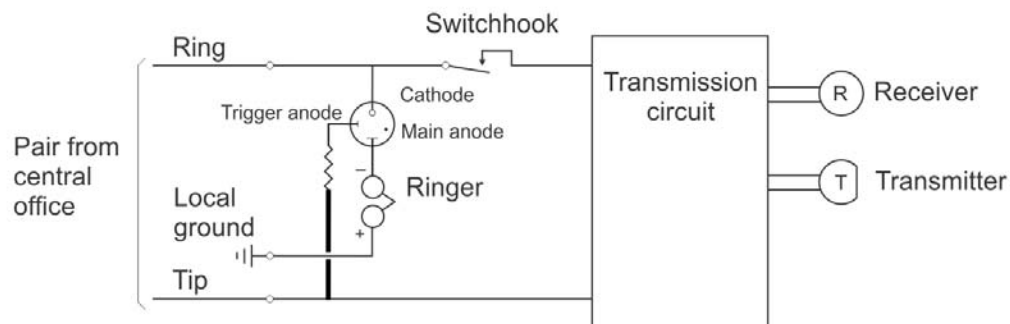 Switchhook
Ring
Cathode
Trigger anode
Main anode
Transmission
circuit
R
Receiver
Pair from
central
office
–
Ringer
T
Transmitter
Local
ground
+
Tip